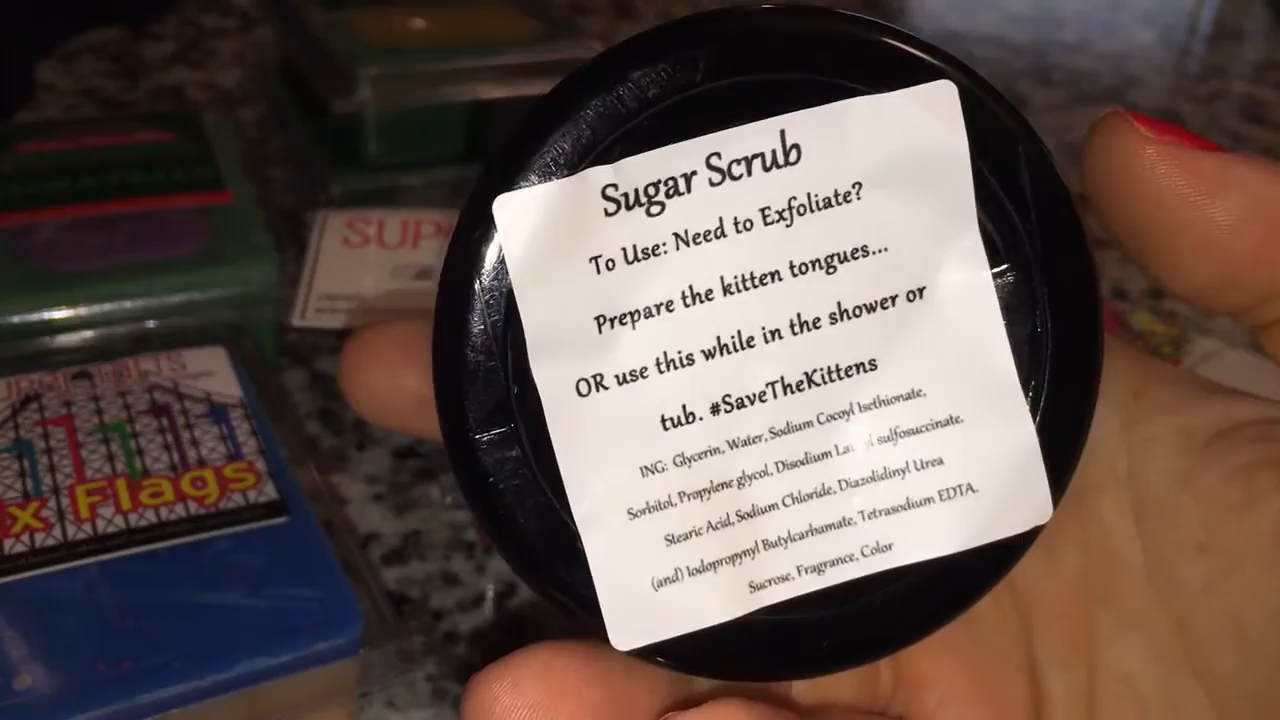 Sugar Scrub
To Use: Need to Exfoliate?
Prepare the kitten tongues...
OR use this while in the shower or
tub. #SaveTheKittens
ING: Glycerin, Water, Sodium Cocoyl Isethionate,
Sorbitol, Propylene glycol, Disodium sulfosuccinate.
Stearic Acid, Sodium Chloride, Diazolidinyl Urea
(and) Iodopropynyl Butylcarbamate, Tetrasodium EDTA.
Sucrose, Fragrance, Color
SUP
x Flags